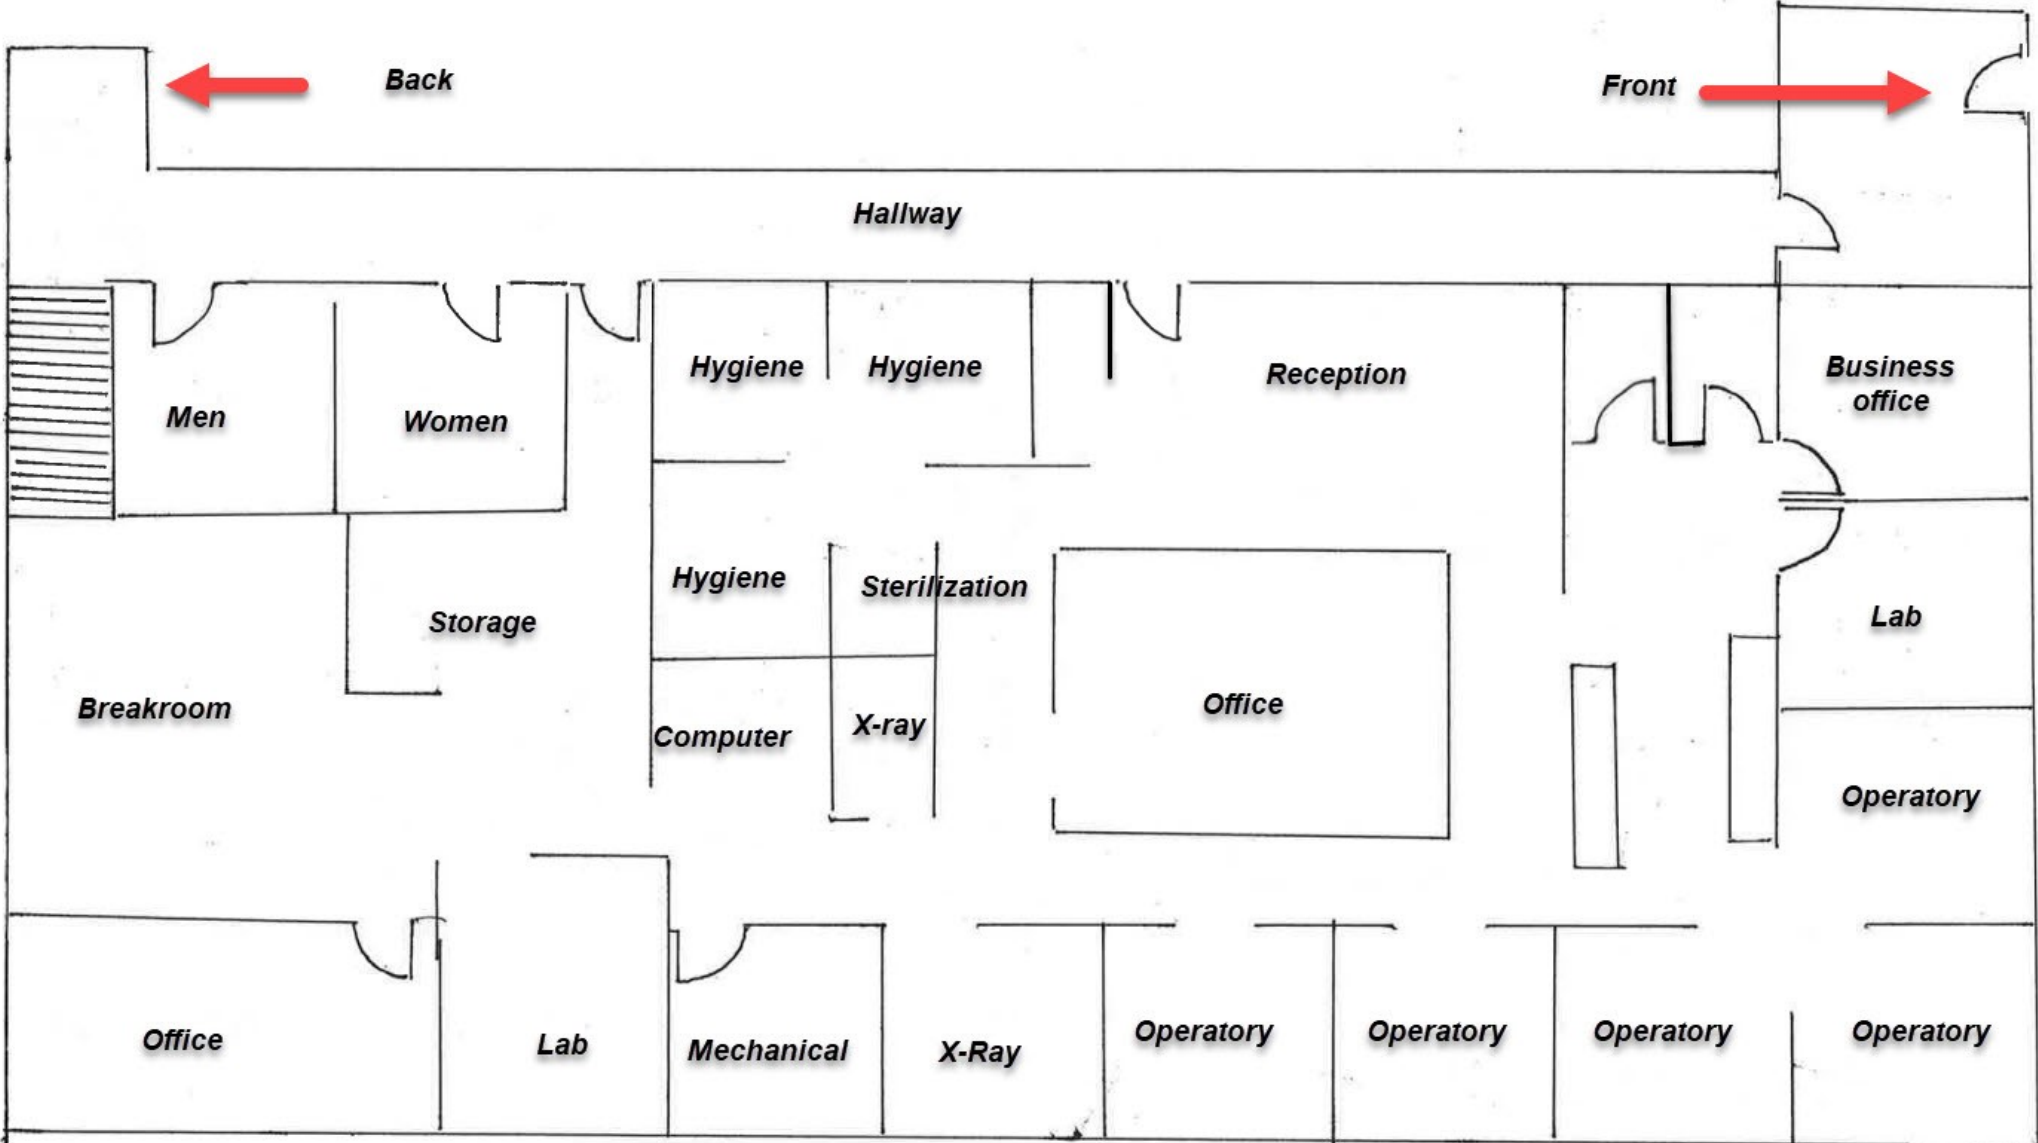 Back
Front
Hallway
Hygiene
Hygiene
Reception
Business
office
Men
Women
Hygiene
Sterilization
Storage
Lab
Breakroom
Computer
X-ray
Office
Operatory
Office
Lab
Mechanical
X-Ray
Operatory
Operatory
Operatory
Operatory